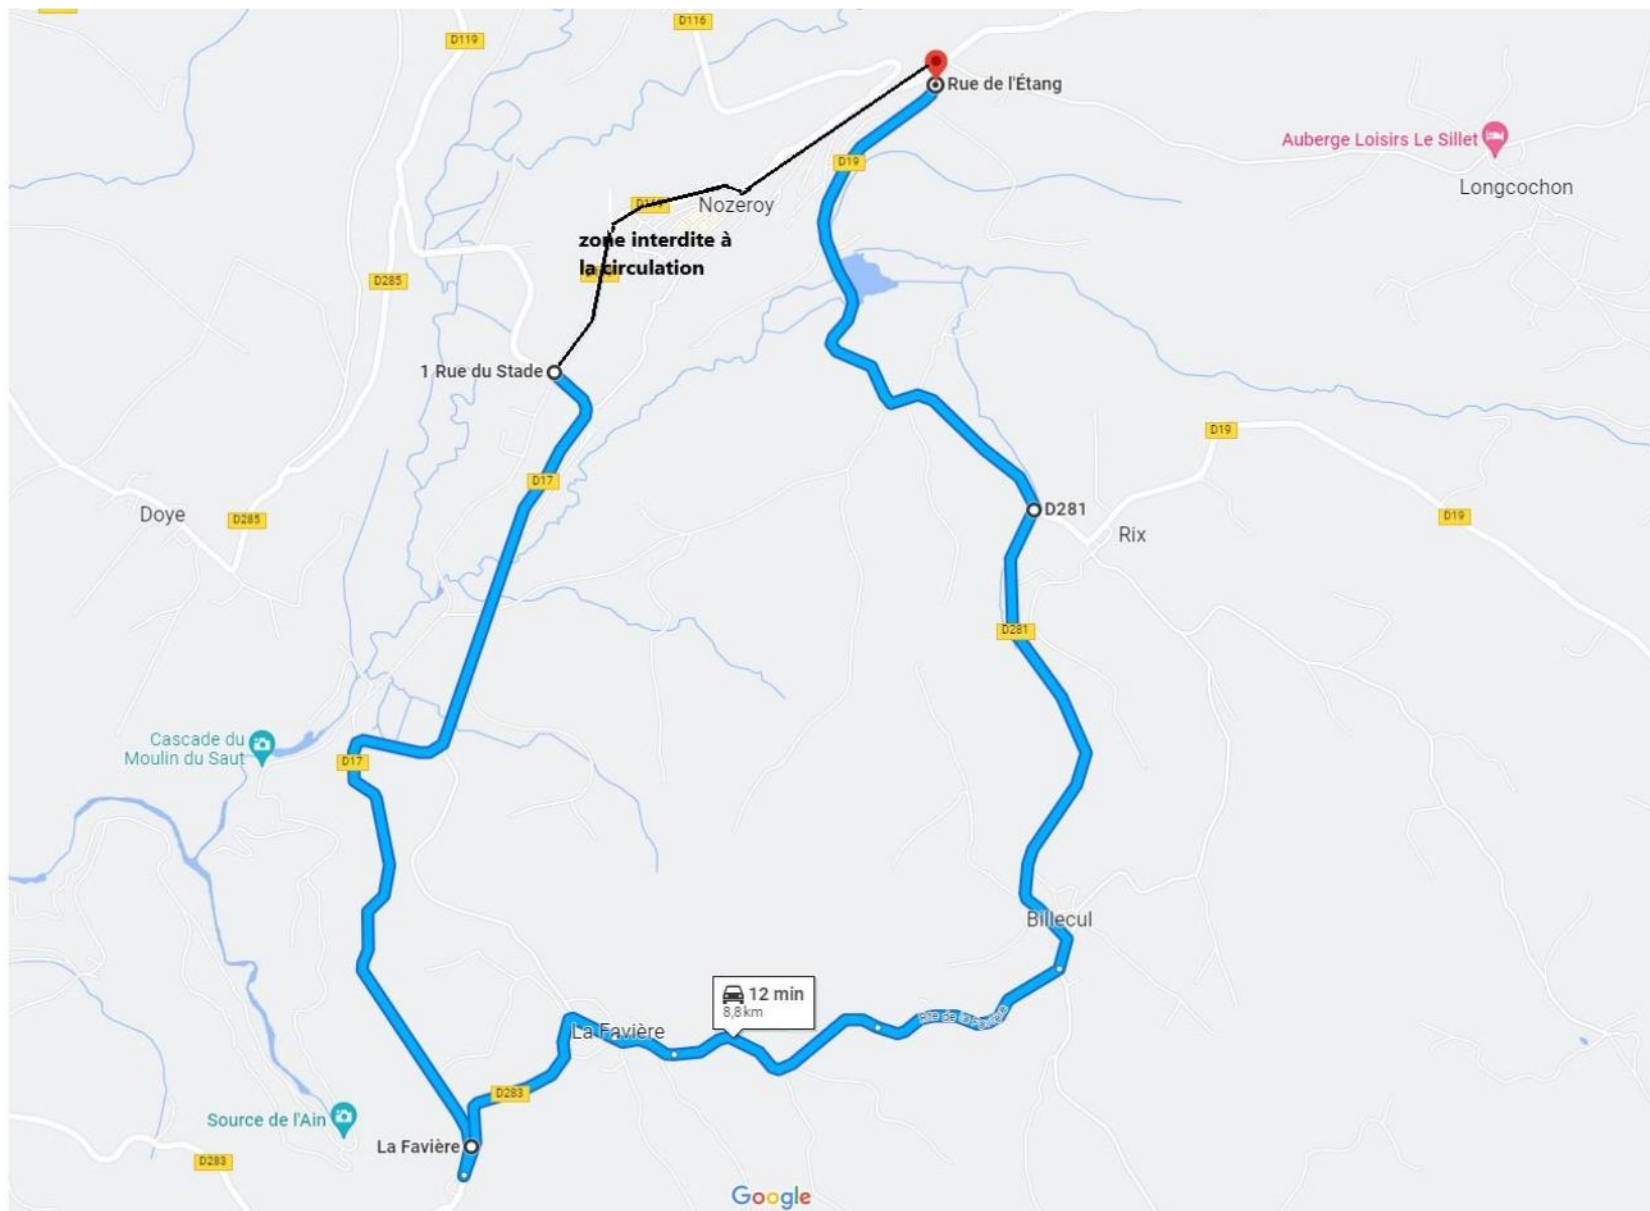 D116
D119
Rue de l'Étang
Auberge Loisirs Le Sillet
D19
Longcochon
Nozeroy
zone interdite à
la circulation
D285
1 Rue du Stade
D19
D17
D281
Doye
D285
D19
Rix
D281
Cascade du
Moulin du Saut
D17
Billecul
12 min
8,8 km
La Favière
D283
Source de l'Ain
La Favière
D283
Google